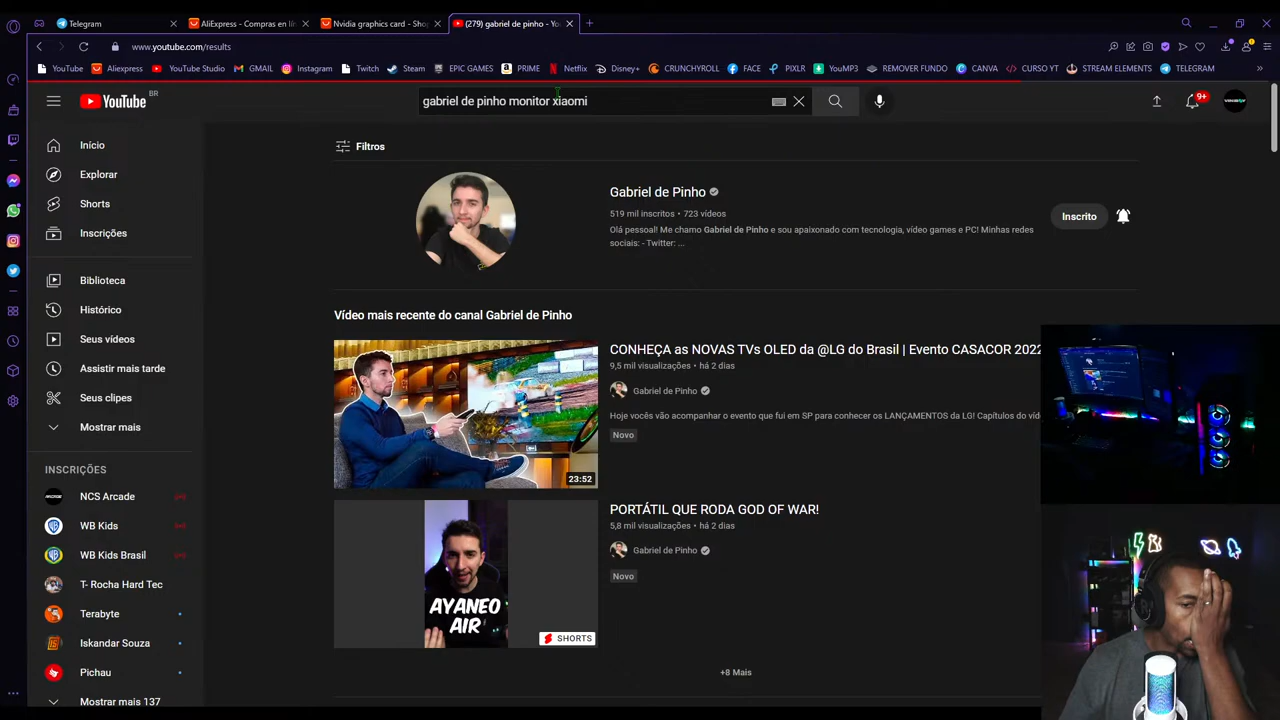 Telegram
AliExpress - Compras en lín
Nvidia graphics card - Shop
(279) gabriel de pinho - Yo
www.youtube.com/results
YouTube
Aliexpress
YouTube Studio
GMAIL
Instagram
Twitch
Steam
EPIC GAMES
PRIME
Netflix
Disney+
CRUNCHYROLL
FACE
PIXLR
YouMP3
REMOVER FUNDO
CANVA
CURSO YT
STREAM ELEMENTS
TELEGRAM
YouTube BR
gabriel de pinho monitor xiaomi
9+
Filtros
Início
Explorar
Shorts
Inscrições
Biblioteca
Histórico
Seus vídeos
Assistir mais tarde
Seus clipes
Mostrar mais
INSCRIÇÕES
NCS Arcade
WB Kids
WB Kids Brasil
T- Rocha Hard Tec
Terabyte
Iskandar Souza
Pichau
Mostrar mais 137
Gabriel de Pinho
519 mil inscritos • 723 vídeos
Olá pessoal! Me chamo Gabriel de Pinho e sou apaixonado com tecnologia, vídeo games e PC! Minhas redes
sociais: - Twitter: ...
Inscrito
Vídeo mais recente do canal Gabriel de Pinho
CONHEÇA as NOVAS TVs OLED da @LG do Brasil | Evento CASACOR 2022
9,5 mil visualizações • há 2 dias
Gabriel de Pinho
Hoje vocês vão acompanhar o evento que fui em SP para conhecer os LANÇAMENTOS da LG! Capítulos do víd
Novo
23:52
PORTÁTIL QUE RODA GOD OF WAR!
5,8 mil visualizações • há 2 dias
Gabriel de Pinho
Novo
AYANEO
AIR
SHORTS
+8 Mais